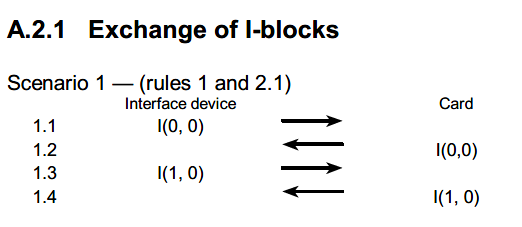 A.2.1 Exchange of I-blocks
Scenario 1 — (rules 1 and 2.1)
Interface device Card
1.1 I(0, 0)
1.2 I(0,0)
1.3 I(1, 0)
1.4 I(1, 0)